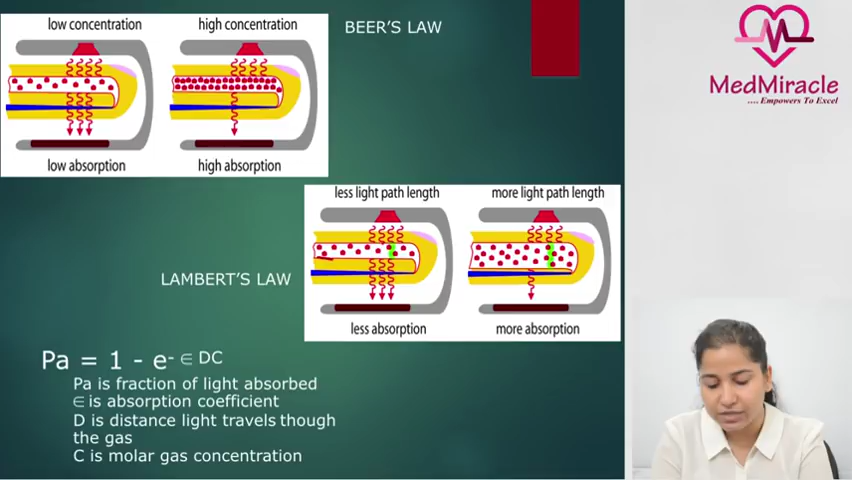 low concentration
high concentration
low absorption
high absorption
BEER'S LAW
MedMiracle
.... Empowers To Excel
less light path length
more light path length
less absorption
more absorption
LAMBERT'S LAW
Pa = 1 - e- ∈ DC
Pa is fraction of light absorbed
∈ is absorption coefficient
D is distance light travels though
the gas
C is molar gas concentration